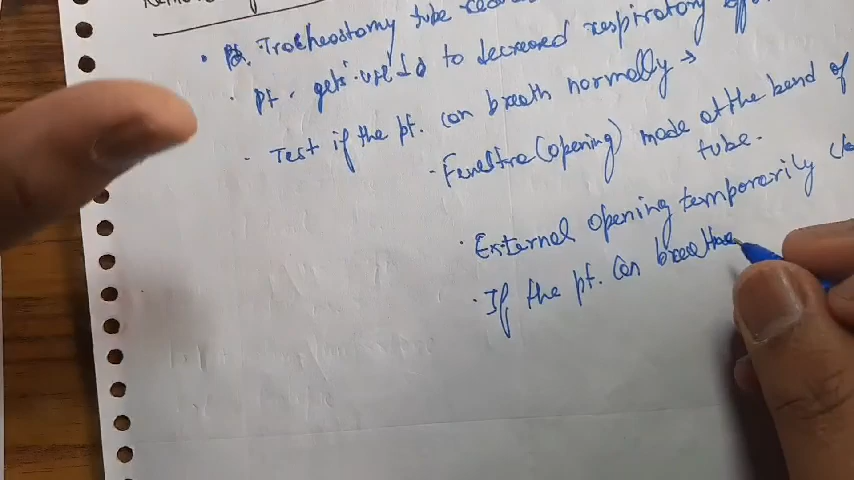 Tracheostomy tube
pt. gets used to decreased respiratory
Test if the pt. can breath normally →
Fenestra (opening) made at the bend of
tube.
External opening temporarily
If the pt. can breathe